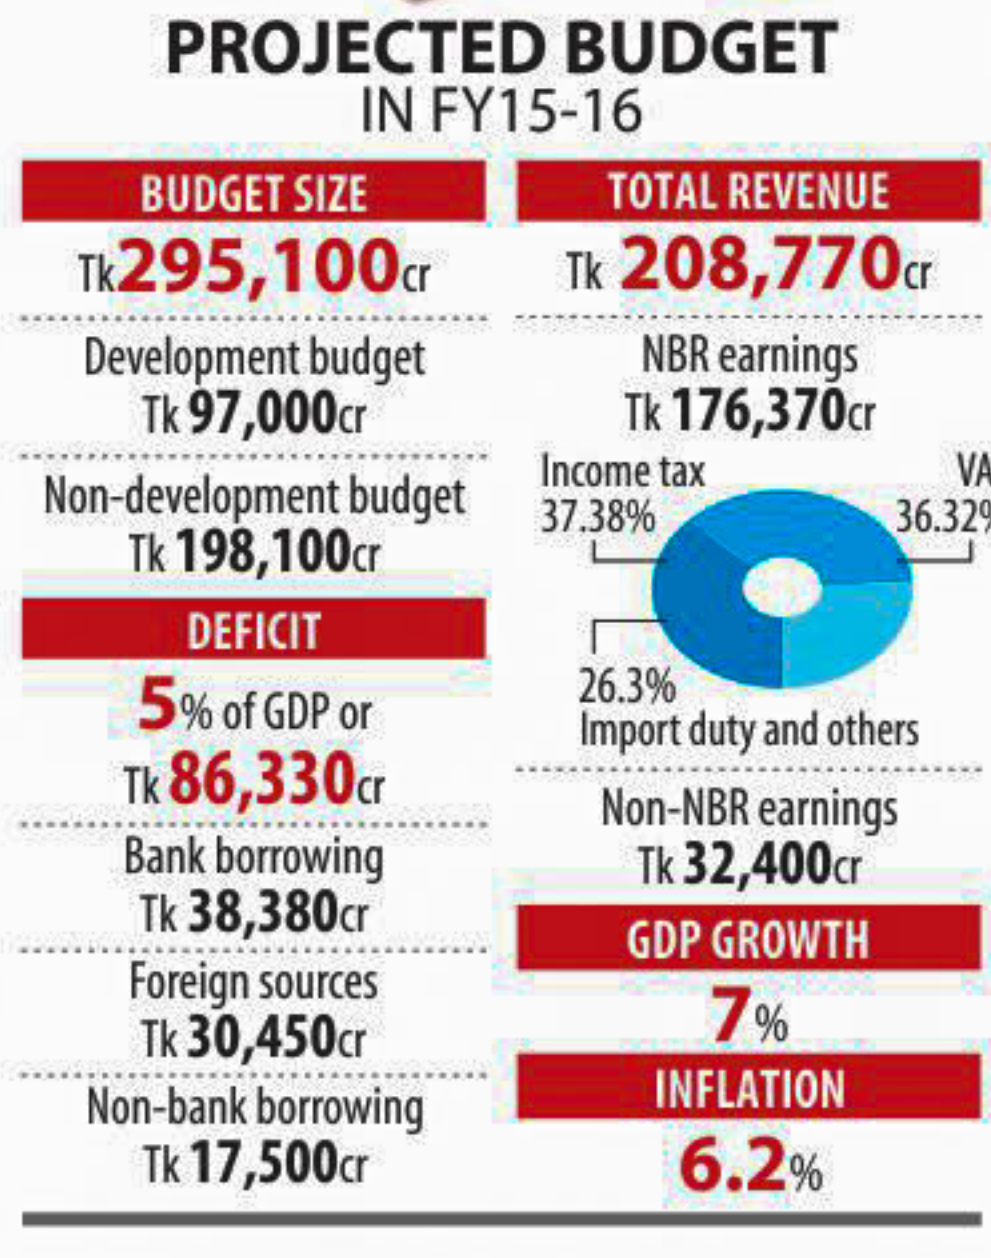 PROJECTED BUDGET
IN FY15-16
BUDGET SIZE
Tk295,100cr
Development budget
Tk 97,000cr
Non-development budget
Tk 198,100cr
DEFICIT
5% of GDP or
Tk 86,330cr
Bank borrowing
Tk 38,380cr
Foreign sources
Tk 30,450cr
Non-bank borrowing
Tk 17,500cr
TOTAL REVENUE
Tk 208,770cr
NBR earnings
Tk 176,370cr
Income tax
37.38%
VA
36.32%
26.3%
Import duty and others
Non-NBR earnings
Tk 32,400cr
GDP GROWTH
7%
INFLATION
6.2%